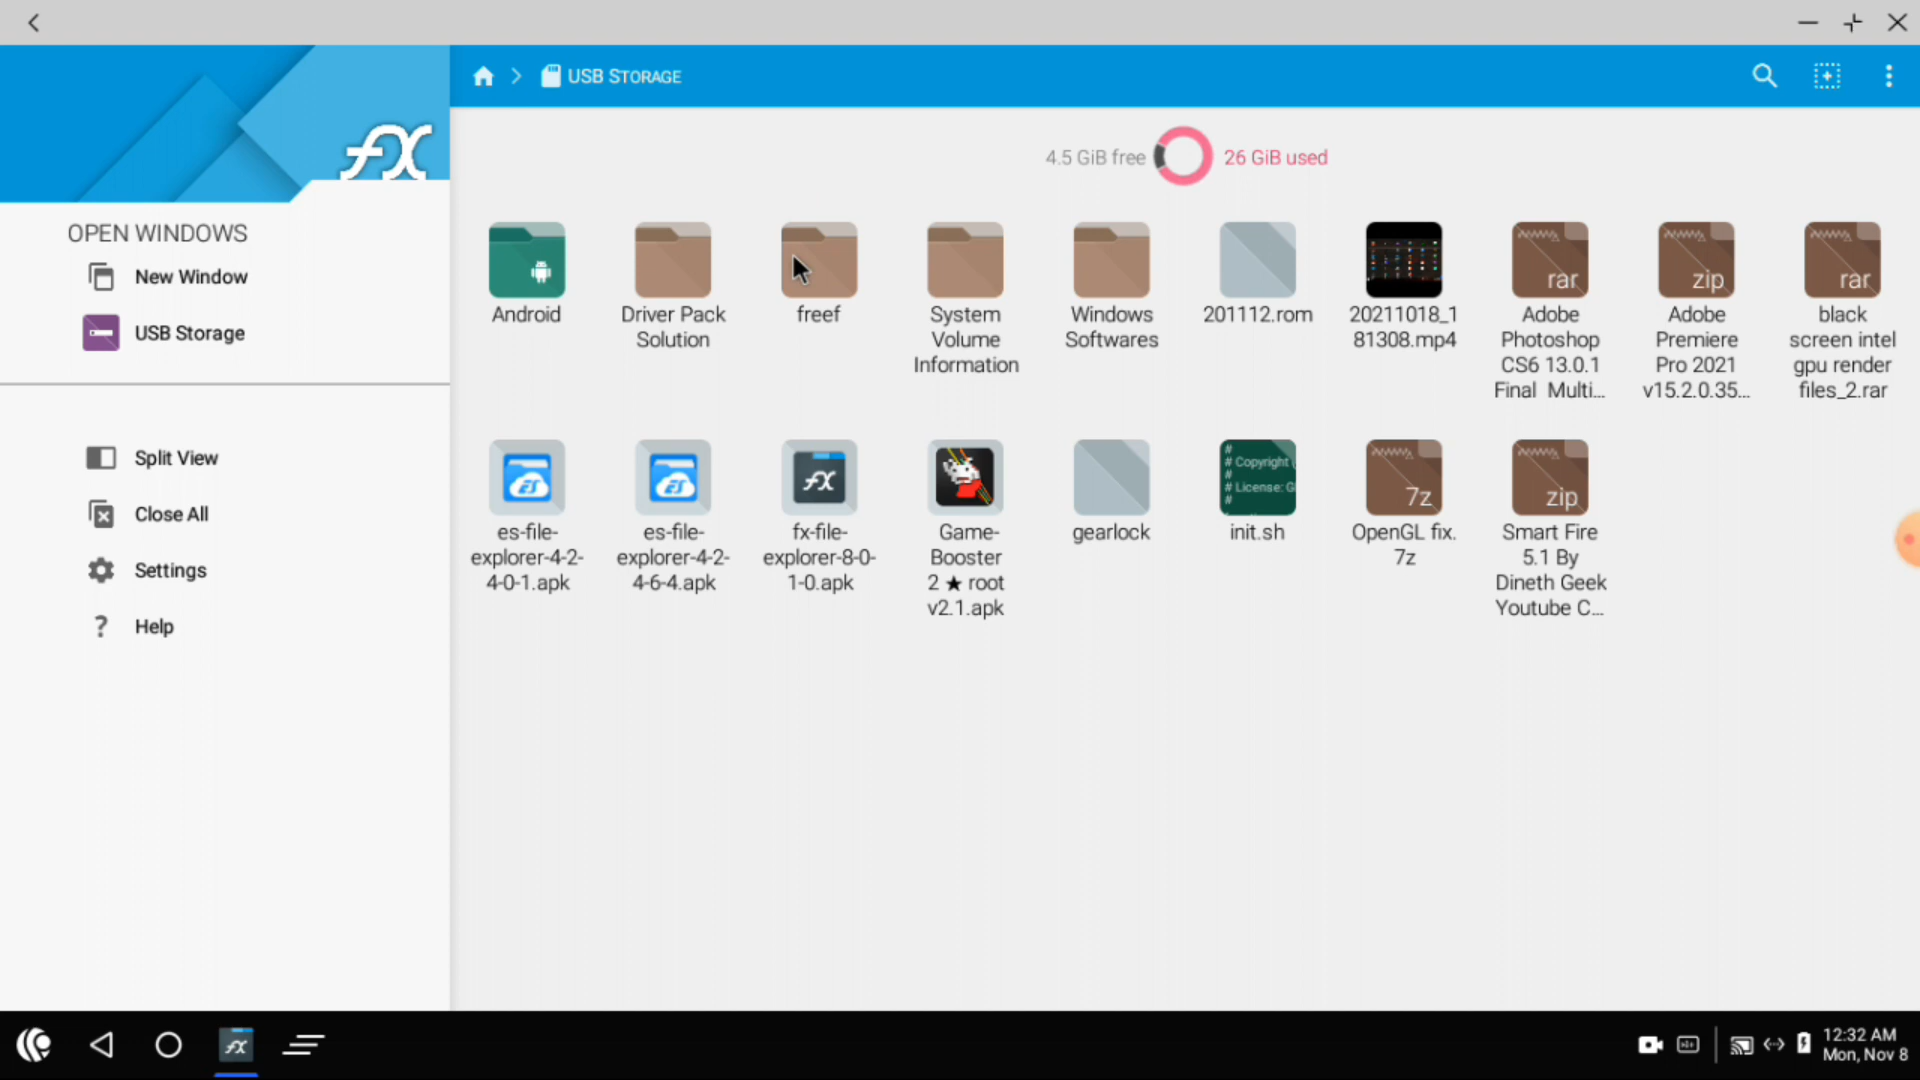 USB STORAGE
fx
OPEN WINDOWS
New Window
USB Storage
Split View
Close All
Settings
? Help
4.5 GiB free
26 GiB used
Android
Driver Pack
Solution
freef
System
Volume
Information
Windows
Softwares
201112.rom
20211018_1
81308.mp4
rar
Adobe
Photoshop
CS6 13.0.1
Final Multi...
zip
Adobe
Premiere
Pro 2021
v15.2.0.35...
rar
black
screen intel
gpu render
files_2.rar
ES
es-file-
explorer-4-2-
4-0-1.apk
ES
es-file-
explorer-4-2-
4-6-4.apk
fx
fx-file-
explorer-8-0-
1-0.apk
Game-
Booster
2 ★ root
v2.1.apk
gearlock
#
# Copyright
#
# License: G
#
init.sh
7z
OpenGL fix.
7z
zip
Smart Fire
5.1 By
Dineth Geek
Youtube C...
fx
12:32 AM
Mon, Nov 8